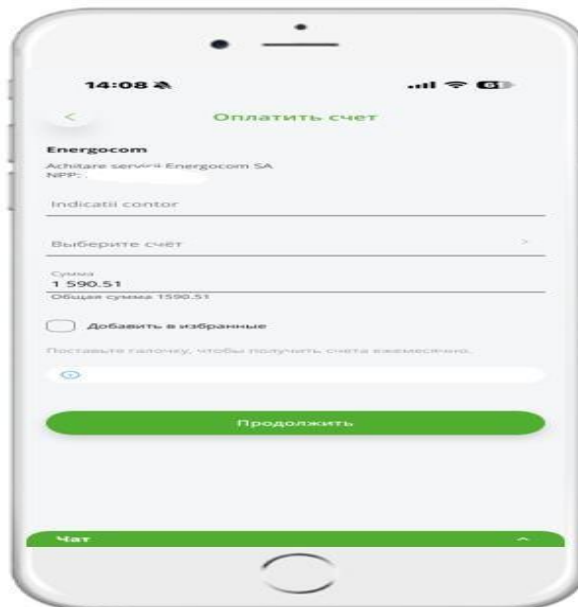 14:08
Оплатить счет
Energocom
Achitare servicii Energocom SA
NPP:
Indicatii contor
Выберите счёт
Сумма
1 590.51
Общая сумма 1590.51
Добавить в избранные
Поставьте галочку, чтобы получить счета ежемесячно.
Продолжить
Чат